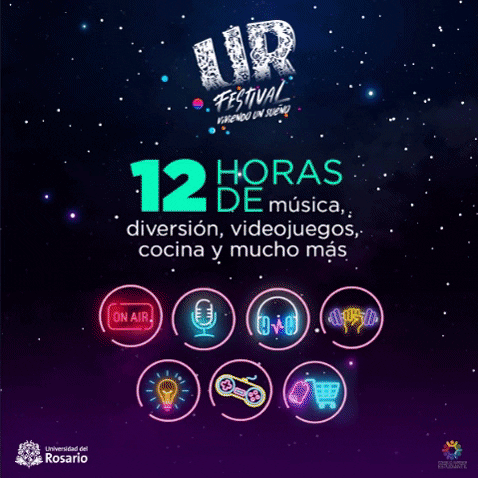 UR
FESTIVAL
VIVIENDO UN SUEÑO
12 HORAS
DE música,
diversión, videojuegos,
cocina y mucho más
ON AIR
Universidad del
Rosario